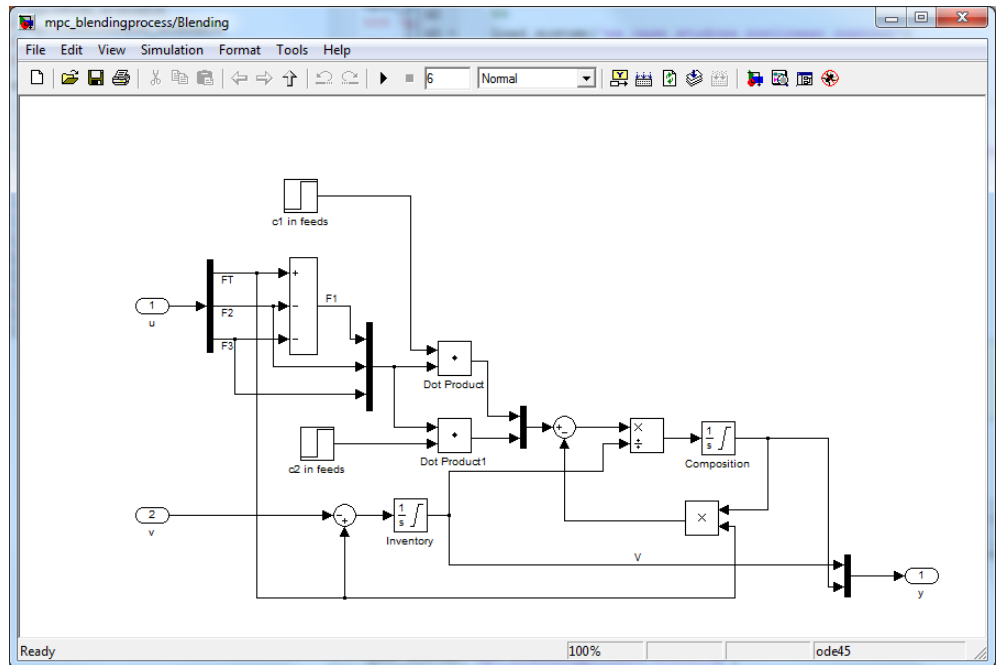 mpc_blendingprocess/Blending
File Edit View Simulation Format Tools Help
6 Normal
c1 in feeds
FT
+
F1
1
u
F2
-
F3
-
Dot Product
c2 in feeds
Dot Product1
+
-
×
÷
1
s
Composition
2
v
-
+
1
s
Inventory
×
V
1
y
Ready 100% ode45